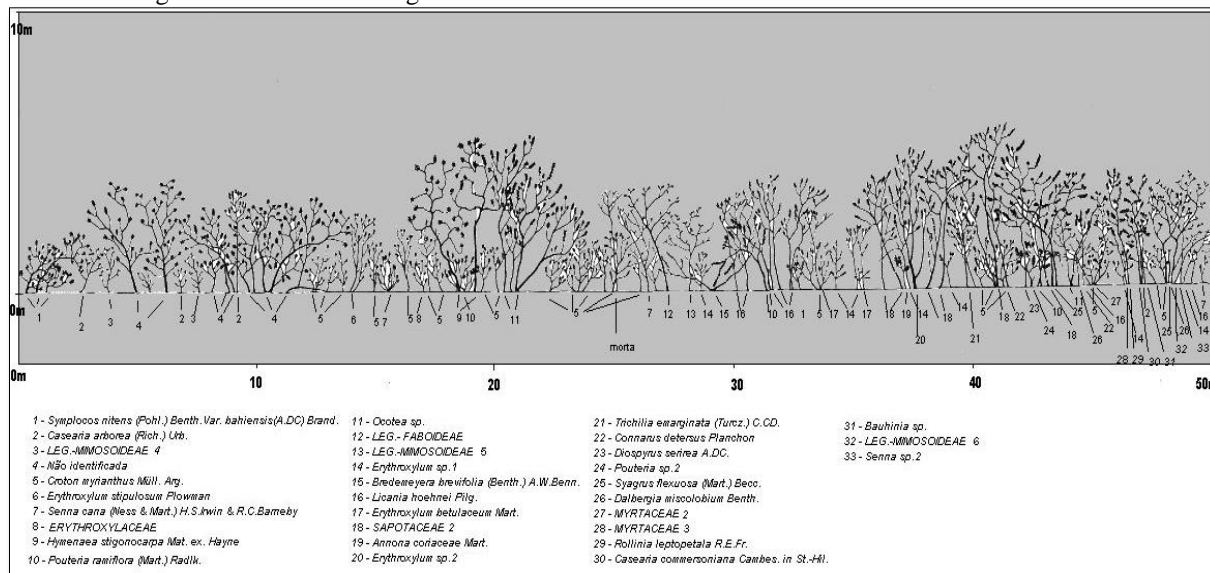 10m
0m
1 2 3 4 2 3 4 2 4 5 6 5 7 5 8 5 9 10 5 11 5 7 12 13 14 15 16 10 16 1 5 17 14 17 18 19 14 18 14 5 18 22 23 10 25 11 5 27 16 2 5 26 7 16
20 21 24 18 26 22 14 25 14
morta
28 29 30 31 32 33
0m 10 20 30 40 50m
1 - Symplocos nitens (Pohl.) Benth.Var. bahiensis(A.DC) Brand.
2 - Casearia arborea (Rich.) Urb.
3 - LEG.-MIMOSOIDEAE 4
4 - Não identificada
5 - Croton myrianthus Müll. Arg.
6 - Erythroxylum stipulosum Plowman
7 - Senna cana (Ness & Mart.) H.S.Irwin & R.C.Barneby
8 - ERYTHROXYLACEAE
9 - Hymenaea stigonocarpa Mat. ex. Hayne
10 - Pouteria ramiflora (Mart.) Radlk.
11 - Ocotea sp.
12 - LEG.- FABOIDEAE
13 - LEG.-MIMOSOIDEAE 5
14 - Erythroxylum sp.1
15 - Bredemeyera brevifolia (Benth.) A.W.Benn.
16 - Licania hoehnei Pilg.
17 - Erythroxylum betulaceum Mart.
18 - SAPOTACEAE 2
19 - Annona coriaceae Mart.
20 - Erythroxylum sp.2
21 - Trichilia emarginata (Turcz.) C.CD.
22 - Connarus detersus Planchon
23 - Diospyrus serirea A.DC.
24 - Pouteria sp.2
25 - Syagrus flexuosa (Mart.) Becc.
26 - Dalbergia miscolobium Benth.
27 - MYRTACEAE 2
28 - MYRTACEAE 3
29 - Rollinia leptopetala R.E.Fr.
30 - Casearia commersoniana Cambes. in St.-Hil.
31 - Bauhinia sp.
32 - LEG.-MIMOSOIDEAE 6
33 - Senna sp.2